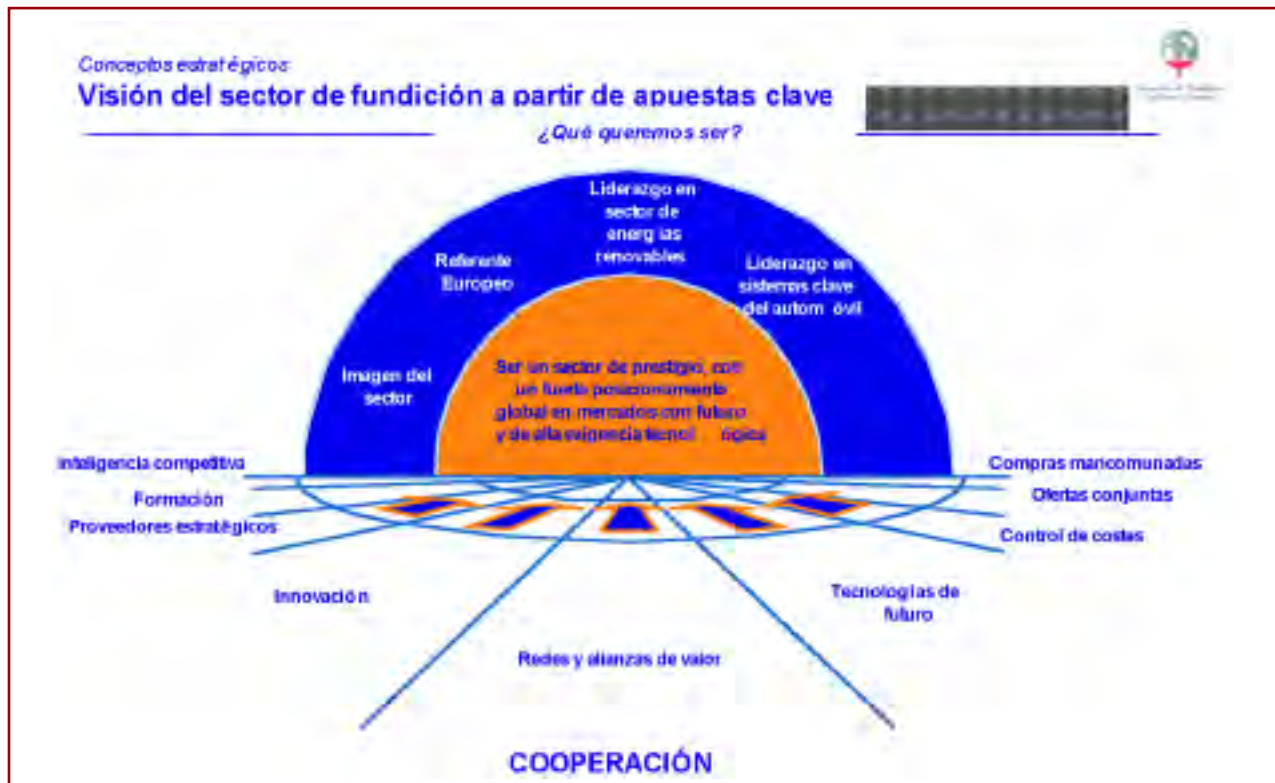 Conceptos estratégicos
Visión del sector de fundición a partir de apuestas clave
¿Qué queremos ser?
Liderazgo en
sector de
energías
renovables
Referente
Europeo
Liderazgo en
sistemas clave
del automóvil
Imagen del
sector
Ser un sector de prestigio, con
un fuerte posicionamiento
global en mercados con futuro
y de alta exigencia tecnológica
Inteligencia competitiva
Compras mancomunadas
Formación
Ofertas conjuntas
Proveedores estratégicos
Control de costes
Innovación
Tecnologías de
futuro
Redes y alianzas de valor
COOPERACIÓN